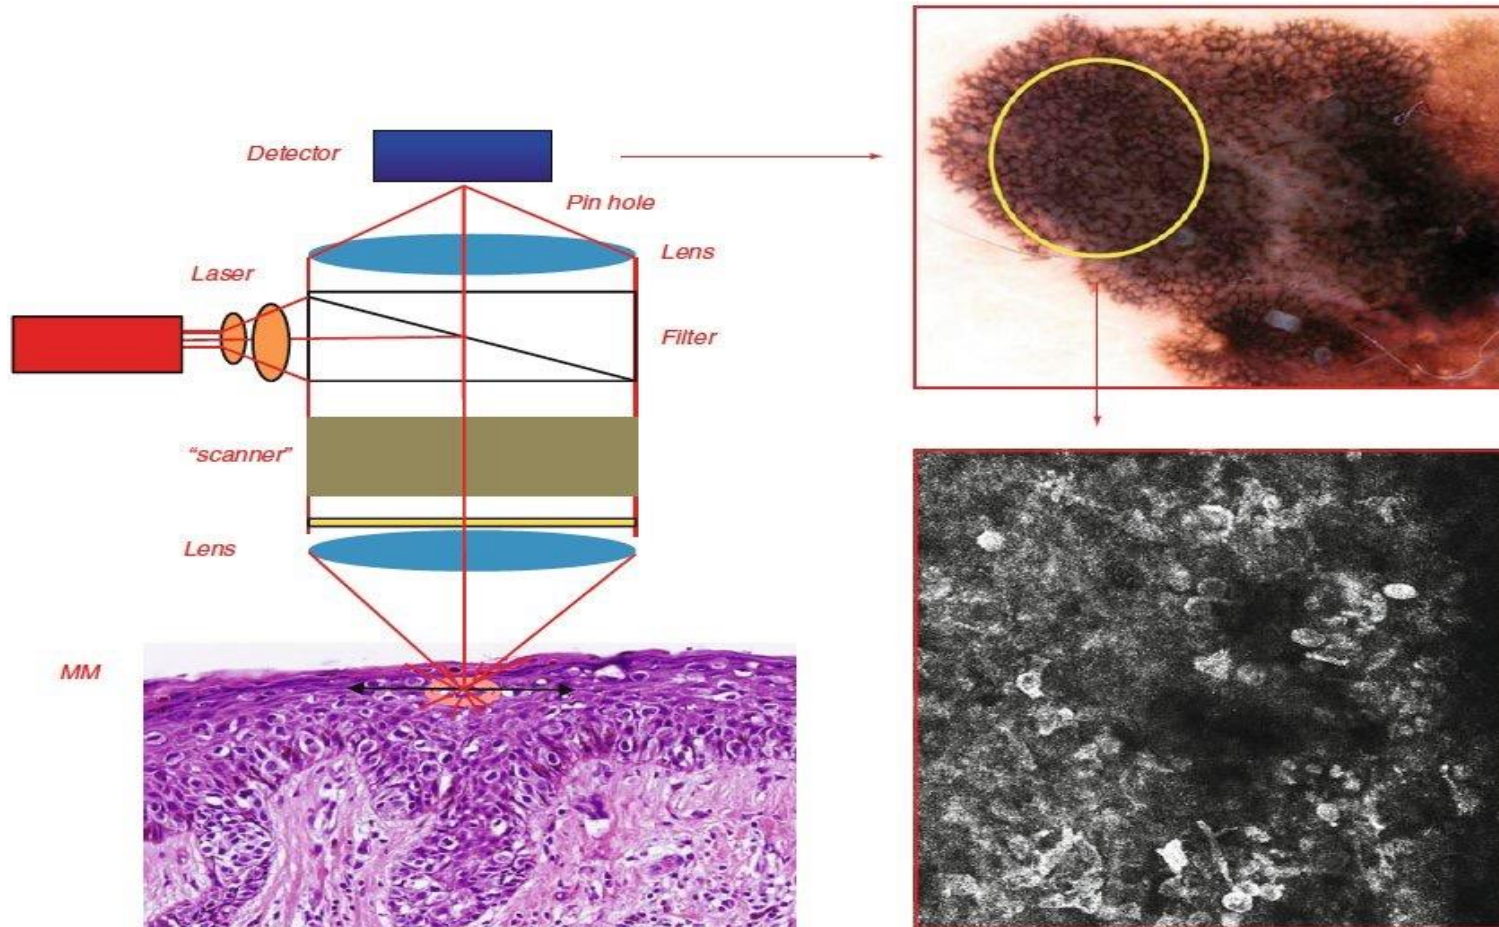 Detector
Pin hole
Lens
Laser
Filter
“scanner”
Lens
MM